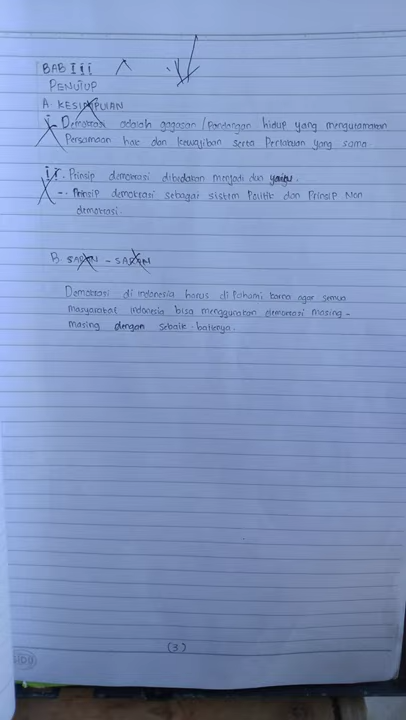 BAB III
PENUTUP
A. KESIMPULAN
i. Demokrasi adalah gagasan/Pandangan hidup yang mengutamakan
Persamaan hak dan kewajiban serta Perlakuan yang sama.
ii. Prinsip demokrasi dibedakan menjadi dua yaitu.
- Prinsip demokrasi sebagai sistem Politik dan Prinsip Non
demokrasi.
B. SARAN - SARAN
Demokrasi di indonesia harus di Pahami karna agar semua
masyarakat indonesia bisa menggunakan demokrasi masing-
masing dengan sebaik-baiknya.
(3)
SIDU